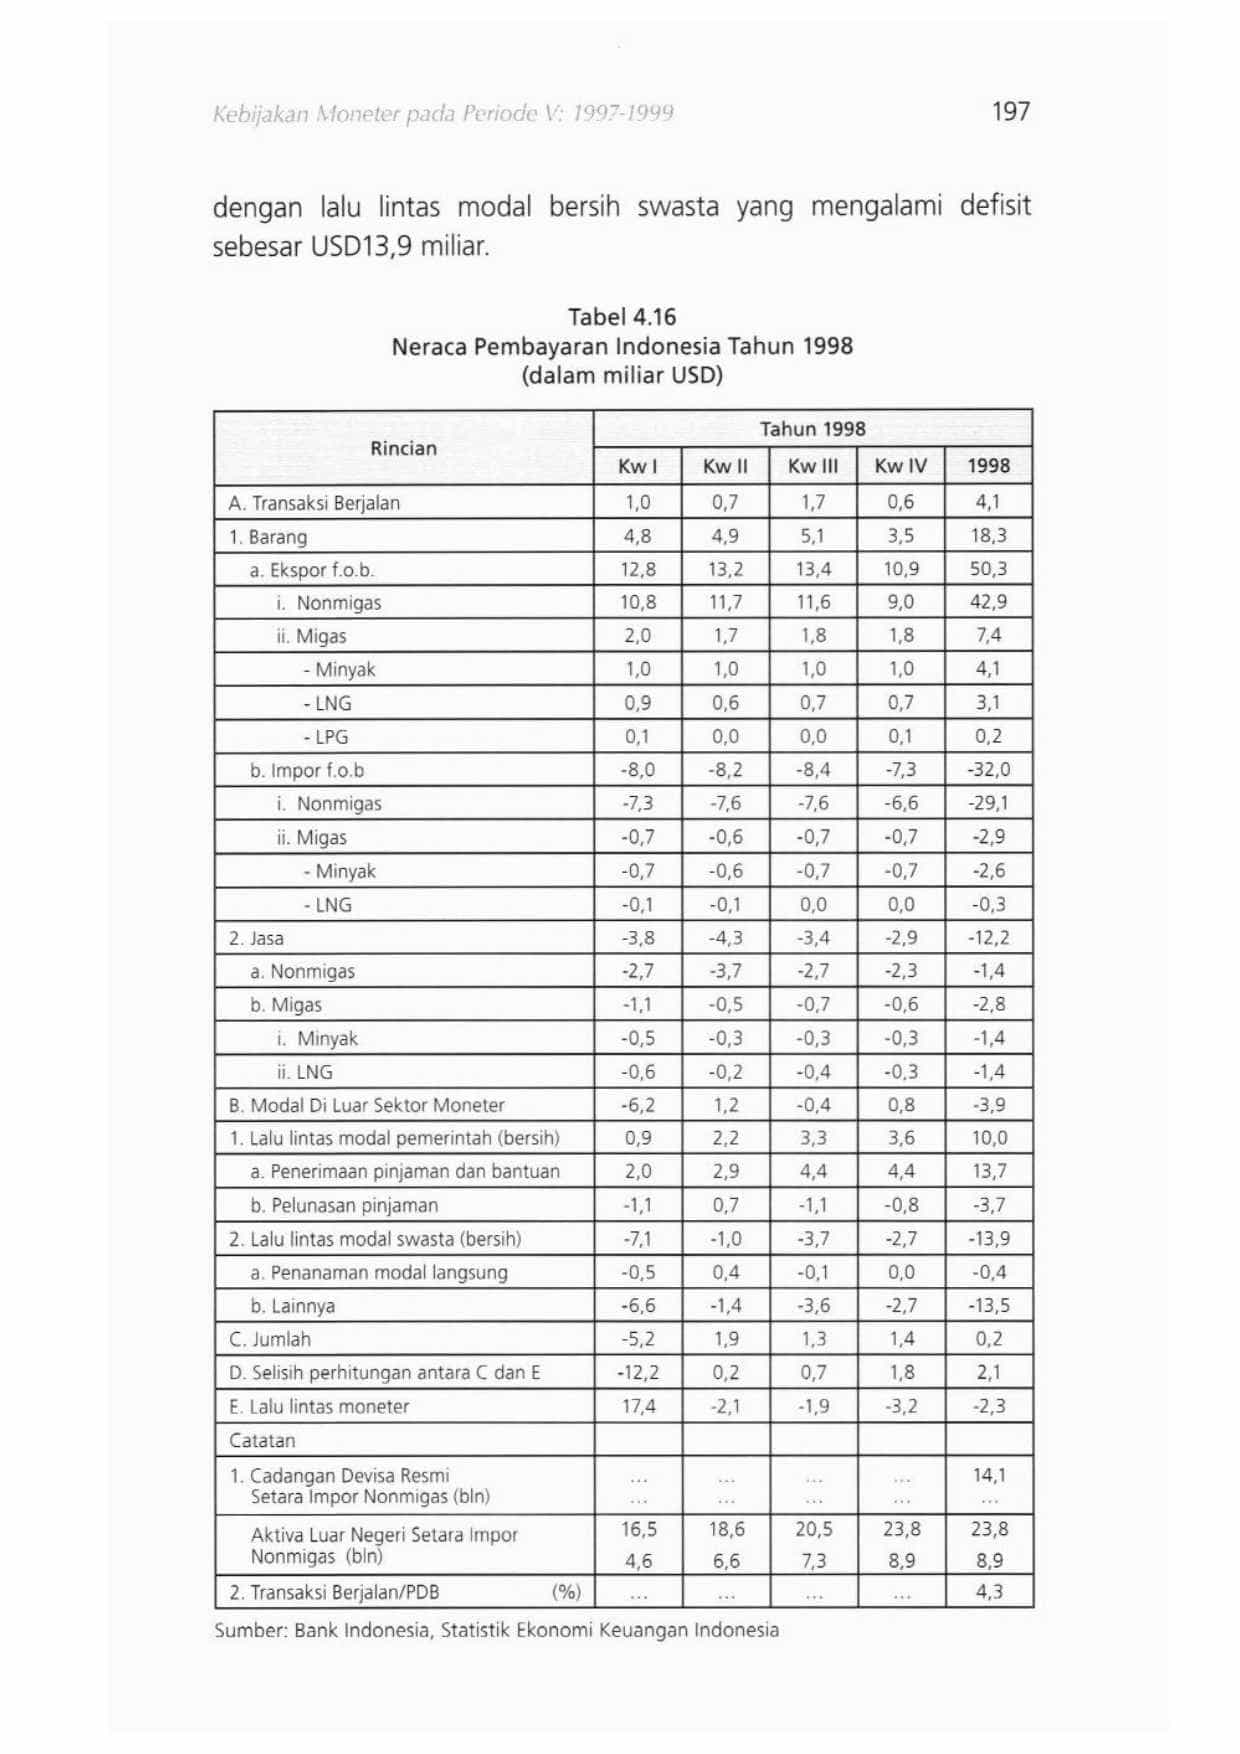 Kebijakan Moneter pada Periode V: 1997-1999 197
dengan lalu lintas modal bersih swasta yang mengalami defisit
sebesar USD13,9 miliar.
Tabel 4.16
Neraca Pembayaran Indonesia Tahun 1998
(dalam miliar USD)
Rincian Tahun 1998
Kw I Kw II Kw III Kw IV 1998
A. Transaksi Berjalan 1,0 0,7 1,7 0,6 4,1
1. Barang 4,8 4,9 5,1 3,5 18,3
a. Ekspor f.o.b. 12,8 13,2 13,4 10,9 50,3
i. Nonmigas 10,8 11,7 11,6 9,0 42,9
ii. Migas 2,0 1,7 1,8 1,8 7,4
- Minyak 1,0 1,0 1,0 1,0 4,1
- LNG 0,9 0,6 0,7 0,7 3,1
- LPG 0,1 0,0 0,0 0,1 0,2
b. Impor f.o.b -8,0 -8,2 -8,4 -7,3 -32,0
i. Nonmigas -7,3 -7,6 -7,6 -6,6 -29,1
ii. Migas -0,7 -0,6 -0,7 -0,7 -2,9
- Minyak -0,7 -0,6 -0,7 -0,7 -2,6
- LNG -0,1 -0,1 0,0 0,0 -0,3
2. Jasa -3,8 -4,3 -3,4 -2,9 -12,2
a. Nonmigas -2,7 -3,7 -2,7 -2,3 -1,4
b. Migas -1,1 -0,5 -0,7 -0,6 -2,8
i. Minyak -0,5 -0,3 -0,3 -0,3 -1,4
ii. LNG -0,6 -0,2 -0,4 -0,3 -1,4
B. Modal Di Luar Sektor Moneter -6,2 1,2 -0,4 0,8 -3,9
1. Lalu lintas modal pemerintah (bersih) 0,9 2,2 3,3 3,6 10,0
a. Penerimaan pinjaman dan bantuan 2,0 2,9 4,4 4,4 13,7
b. Pelunasan pinjaman -1,1 0,7 -1,1 -0,8 -3,7
2. Lalu lintas modal swasta (bersih) -7,1 -1,0 -3,7 -2,7 -13,9
a. Penanaman modal langsung -0,5 0,4 -0,1 0,0 -0,4
b. Lainnya -6,6 -1,4 -3,6 -2,7 -13,5
C. Jumlah -5,2 1,9 1,3 1,4 0,2
D. Selisih perhitungan antara C dan E -12,2 0,2 0,7 1,8 2,1
E. Lalu lintas moneter 17,4 -2,1 -1,9 -3,2 -2,3
Catatan
1. Cadangan Devisa Resmi ... ... ... ... 14,1
Setara Impor Nonmigas (bln) ... ... ... ... ...
Aktiva Luar Negeri Setara Impor 16,5 18,6 20,5 23,8 23,8
Nonmigas (bln) 4,6 6,6 7,3 8,9 8,9
2. Transaksi Berjalan/PDB (%) ... ... ... ... 4,3
Sumber: Bank Indonesia, Statistik Ekonomi Keuangan Indonesia